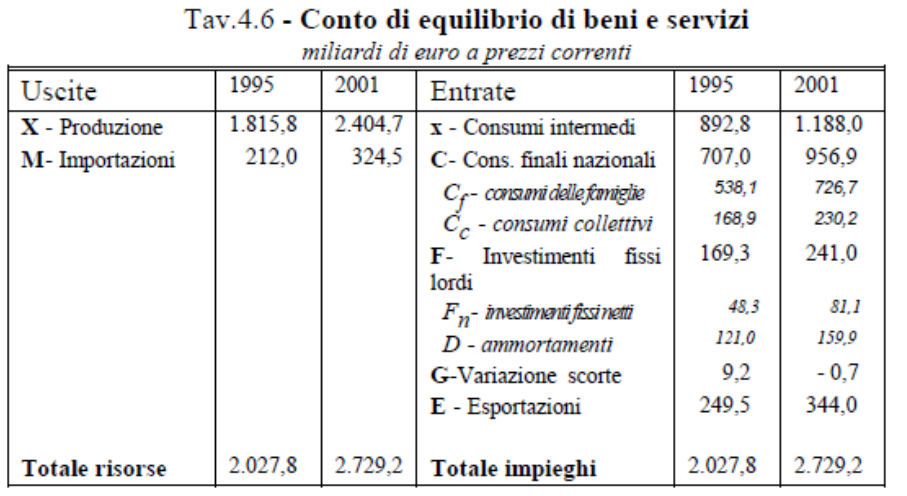 Tav.4.6 - Conto di equilibrio di beni e servizi
miliardi di euro a prezzi correnti
Uscite 1995 2001 Entrate 1995 2001
X - Produzione 1.815,8 2.404,7 x - Consumi intermedi 892,8 1.188,0
M- Importazioni 212,0 324,5 C- Cons. finali nazionali 707,0 956,9
Cf- consumi delle famiglie 538,1 726,7
Cc - consumi collettivi 168,9 230,2
F- Investimenti fissi 169,3 241,0
lordi
Fn- investimenti fissi netti 48,3 81,1
D - ammortamenti 121,0 159,9
G-Variazione scorte 9,2 - 0,7
E - Esportazioni 249,5 344,0
Totale risorse 2.027,8 2.729,2 Totale impieghi 2.027,8 2.729,2